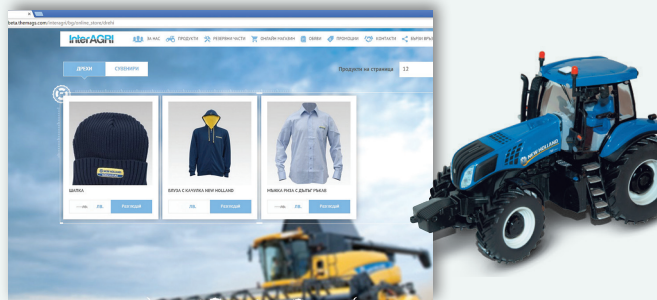 beta.themags.com/interagri/bg/online_store/drehi
InterAGRI
ЗА НАС
ПРОДУКТИ
РЕЗЕРВНИ ЧАСТИ
ОНЛАЙН МАГАЗИН
ОБЯВИ
ПРОМОЦИИ
КОНТАКТИ
ДРЕХИ
СУВЕНИРИ
Продукти на страница
12
ШАПКА
БЛУЗА С КАЧУЛКА NEW HOLLAND
МЪЖКА РИЗА С ДЪЛЪГ РЪКАВ
ЛВ.
РАЗГЛЕДАЙ
ЛВ.
РАЗГЛЕДАЙ
ЛВ.
РАЗГЛЕДАЙ
NEW HOLLAND